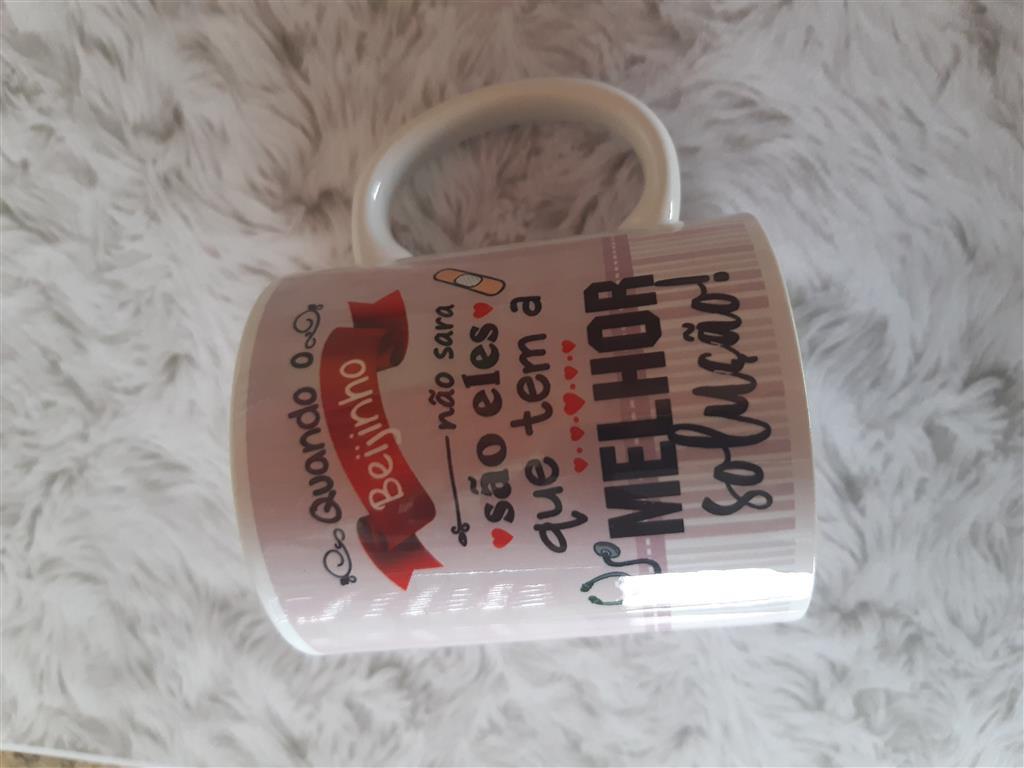 Quando o
Beijinho
não sara
são eles
que tem a
MELHOR
solução!